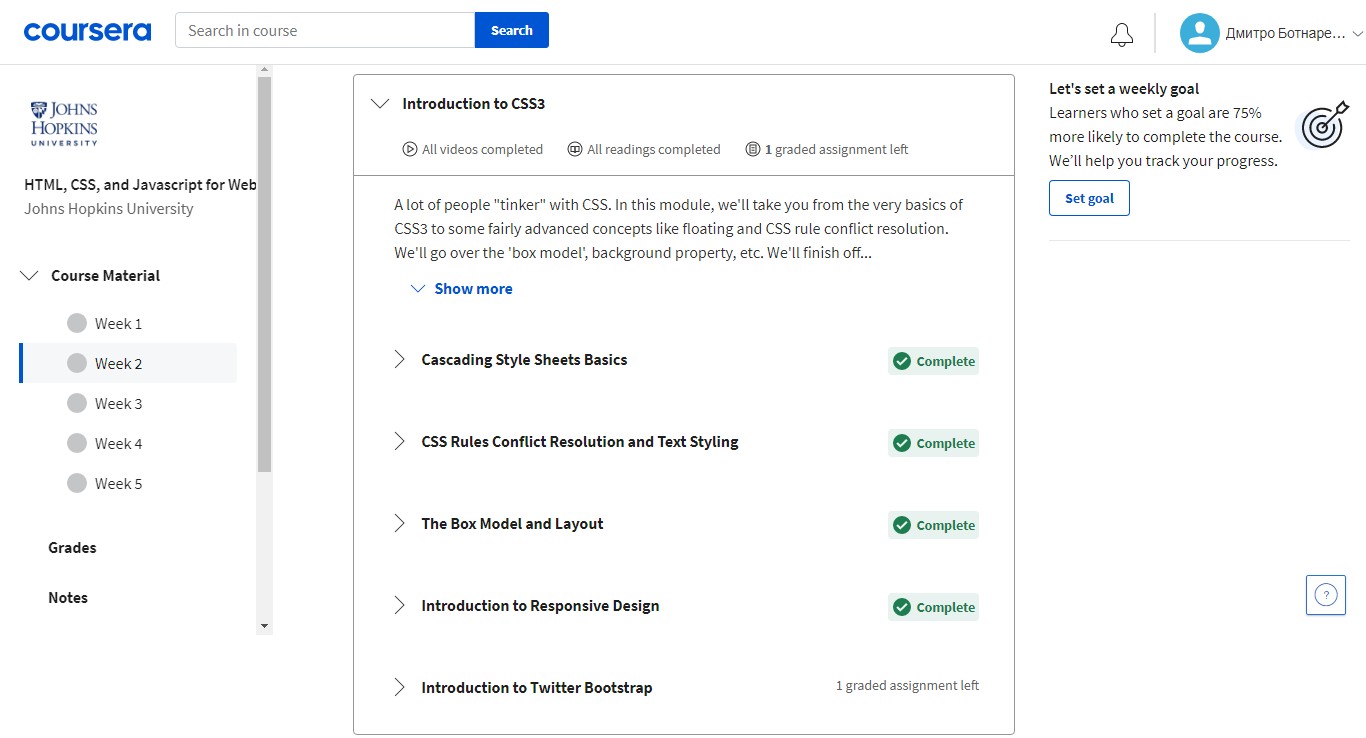 coursera
Search in course
Search
Дмитро Ботнаре...
JOHNS
HOPKINS
UNIVERSITY
HTML, CSS, and Javascript for Web
Johns Hopkins University
Course Material
Week 1
Week 2
Week 3
Week 4
Week 5
Grades
Notes
Introduction to CSS3
All videos completed
All readings completed
1 graded assignment left
A lot of people "tinker" with CSS. In this module, we'll take you from the very basics of
CSS3 to some fairly advanced concepts like floating and CSS rule conflict resolution.
We'll go over the 'box model', background property, etc. We'll finish off...
Show more
Cascading Style Sheets Basics
Complete
CSS Rules Conflict Resolution and Text Styling
Complete
The Box Model and Layout
Complete
Introduction to Responsive Design
Complete
Introduction to Twitter Bootstrap
1 graded assignment left
Let's set a weekly goal
Learners who set a goal are 75%
more likely to complete the course.
We'll help you track your progress.
Set goal
?